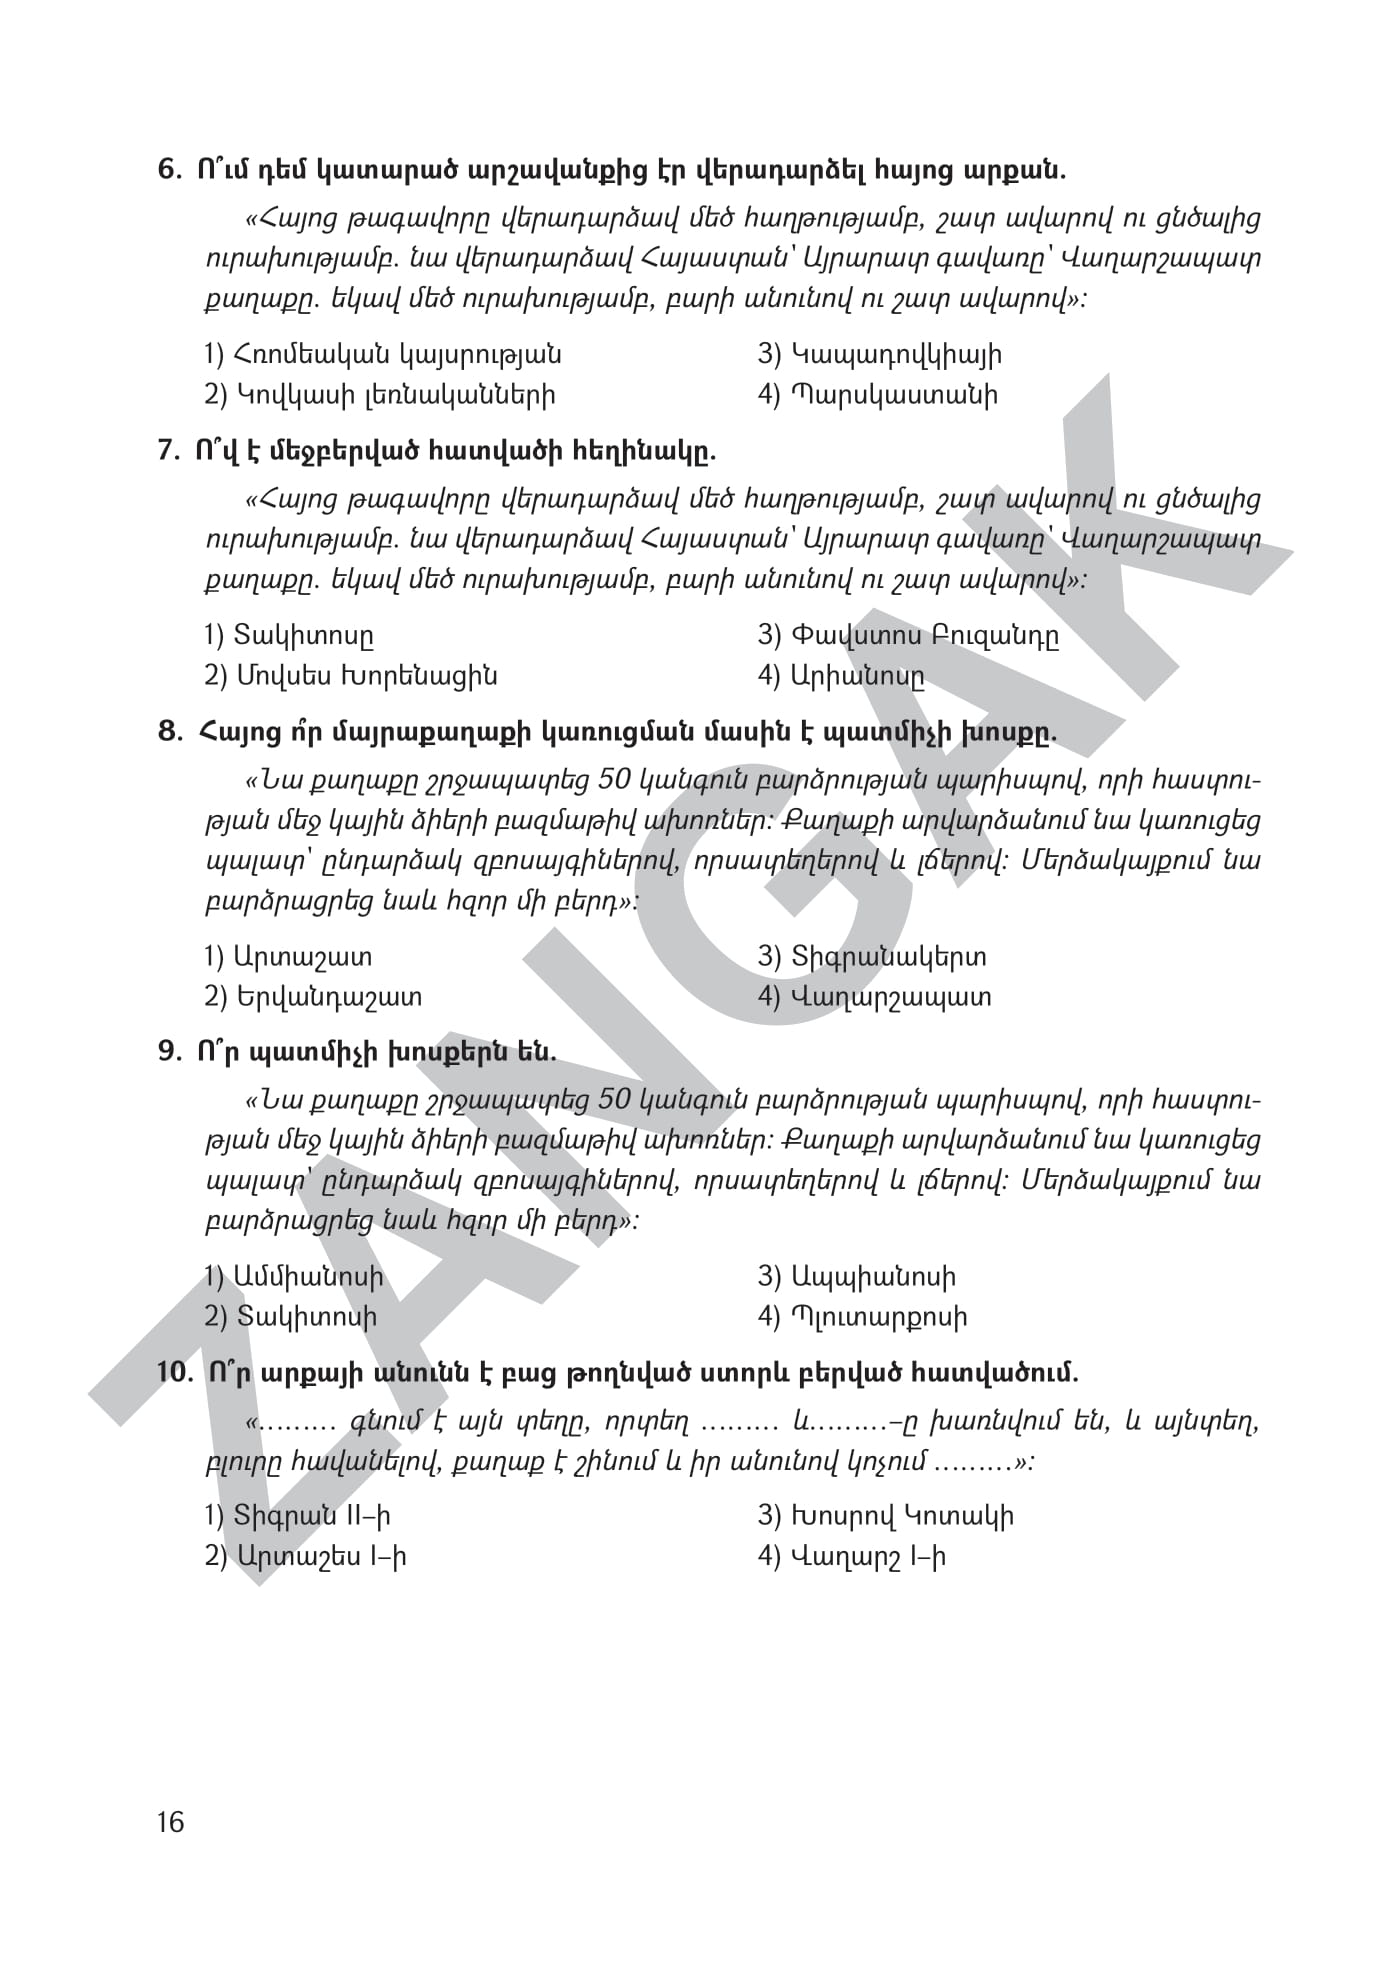 6. Ո՞ւմ դեմ կատարած արշավանքից էր վերադարձել հայոց արքան.
«Հայոց թագավորը վերադարձավ մեծ հաղթությամբ, շատ ավարով ու ցնծալից
ուրախությամբ. նա վերադարձավ Հայաստան՝ Այրարատ գավառը՝ Վաղարշապատ
քաղաքը. եկավ մեծ ուրախությամբ, բարի անունով ու շատ ավարով»:
1) Հռոմեական կայսրության
3) Կապադովկիայի
2) Կովկասի լեռնականների
4) Պարսկաստանի
7. Ո՞վ է մեջբերված հատվածի հեղինակը.
«Հայոց թագավորը վերադարձավ մեծ հաղթությամբ, շատ ավարով ու ցնծալից
ուրախությամբ. նա վերադարձավ Հայաստան՝ Այրարատ գավառը՝ Վաղարշապատ
քաղաքը. եկավ մեծ ուրախությամբ, բարի անունով ու շատ ավարով»:
1) Տակիտոսը
3) Փավստոս Բուզանդը
2) Մովսես Խորենացին
4) Արիանոսը
8. Հայոց ո՞ր մայրաքաղաքի կառուցման մասին է պատմիչի խոսքը.
«Նա քաղաքը շրջապատեց 50 կանգուն բարձրության պարիսպով, որի հաստու-
թյան մեջ կային ձիերի բազմաթիվ ախոռներ: Քաղաքի արվարձանում նա կառուցեց
պալատ՝ ընդարձակ զբոսայգիներով, որսատեղերով և լճերով: Մերձակայքում նա
բարձրացրեց նաև հզոր մի բերդ»:
1) Արտաշատ
3) Տիգրանակերտ
2) Երվանդաշատ
4) Վաղարշապատ
9. Ո՞ր պատմիչի խոսքերն են.
«Նա քաղաքը շրջապատեց 50 կանգուն բարձրության պարիսպով, որի հաստու-
թյան մեջ կային ձիերի բազմաթիվ ախոռներ: Քաղաքի արվարձանում նա կառուցեց
պալատ՝ ընդարձակ զբոսայգիներով, որսատեղերով և լճերով: Մերձակայքում նա
բարձրացրեց նաև հզոր մի բերդ»:
1) Ամմիանոսի
3) Ապպիանոսի
2) Տակիտոսի
4) Պլուտարքոսի
10. Ո՞ր արքայի անունն է բաց թողնված ստորև բերված հատվածում.
«……… գնում է այն տեղը, որտեղ ……… և………–ը խառնվում են, և այնտեղ,
բլուրը հավանելով, քաղաք է շինում և իր անունով կոչում ………»:
1) Տիգրան II–ի
3) Խոսրով Կոտակի
2) Արտաշես I–ի
4) Վաղարշ I–ի
16
ZANGAK